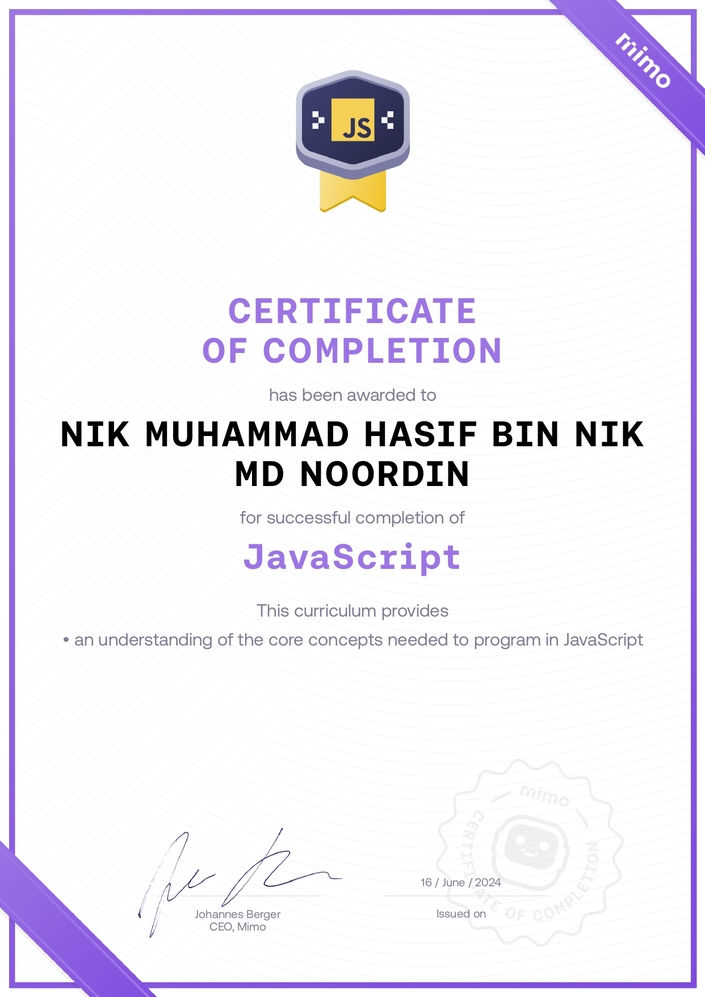 mimo
JS
CERTIFICATE
OF COMPLETION
has been awarded to
NIK MUHAMMAD HASIF BIN NIK
MD NOORDIN
for successful completion of
JavaScript
This curriculum provides
• an understanding of the core concepts needed to program in JavaScript
mimo
CERTIFICATE OF COMPLETION
16 / June / 2024
Johannes Berger
CEO, Mimo
Issued on